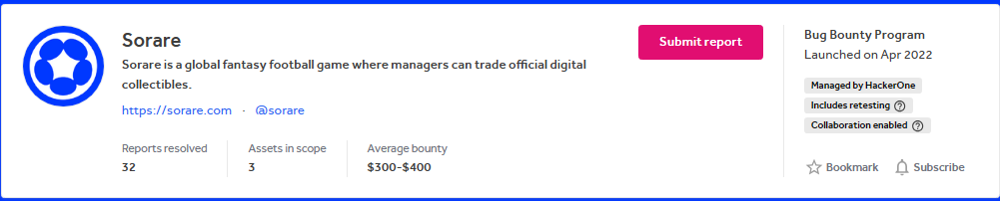 Sorare
Sorare is a global fantasy football game where managers can trade official digital
collectibles.
https://sorare.com · @sorare
Reports resolved
32
Assets in scope
3
Average bounty
$300-$400
Submit report
Bug Bounty Program
Launched on Apr 2022
Managed by HackerOne
Includes retesting ?
Collaboration enabled ?
Bookmark
Subscribe